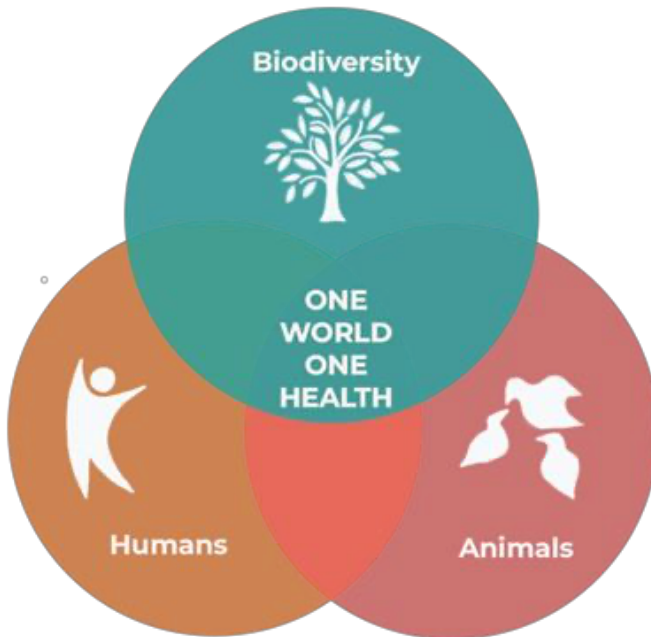 Biodiversity
ONE
WORLD
ONE
HEALTH
Humans
Animals